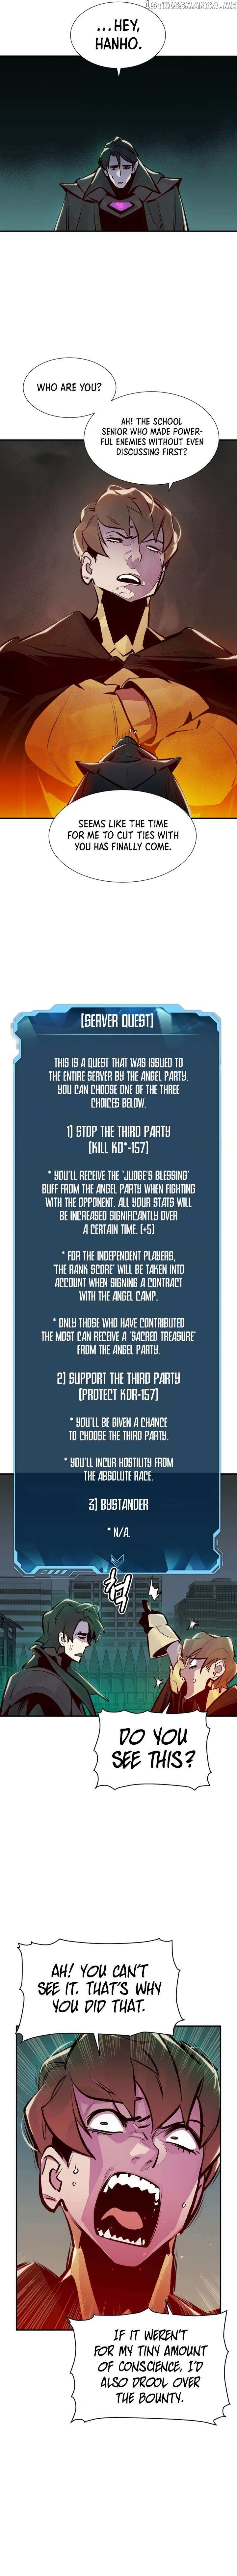 1STKISSMANGA.ME
...HEY,
HANHO.
WHO ARE YOU?
AH! THE SCHOOL
SENIOR WHO MADE POWER-
FUL ENEMIES WITHOUT EVEN
DISCUSSING FIRST?
SEEMS LIKE THE TIME
FOR ME TO CUT TIES WITH
YOU HAS FINALLY COME.
[SERVER QUEST]
THIS IS A QUEST THAT WAS ISSUED TO
THE ENTIRE SERVER BY THE ANGEL PARTY.
YOU CAN CHOOSE ONE OF THE THREE
CHOICES BELOW.
1) STOP THE THIRD PARTY
[KILL KO*-157]
* YOU'LL RECEIVE THE 'JUDGE'S BLESSING'
BUFF FROM THE ANGEL PARTY WHEN FIGHTING
WITH THE OPPONENT. ALL YOUR STATS WILL
BE INCREASED SIGNIFICANTLY OVER
A CERTAIN TIME. (+5)
* FOR THE INDEPENDENT PLAYERS,
'THE RANK SCORE' WILL BE TAKEN INTO
ACCOUNT WHEN SIGNING A CONTRACT
WITH THE ANGEL CAMP.
* ONLY THOSE WHO HAVE CONTRIBUTED
THE MOST CAN RECEIVE A 'SACRED TREASURE'
FROM THE ANGEL PARTY.
2) SUPPORT THE THIRD PARTY
[PROTECT KOR-157]
* YOU'LL BE GIVEN A CHANCE
TO CHOOSE THE THIRD PARTY.
* YOU'LL INCUR HOSTILITY FROM
THE ABSOLUTE RACE.
3) BYSTANDER
* N/A.
척
DO YOU
SEE THIS?
AH! YOU CAN'T
SEE IT. THAT'S WHY
YOU DID THAT.
IF IT WEREN'T
FOR MY TINY AMOUNT
OF CONSCIENCE, I'D
ALSO DROOL OVER
THE BOUNTY.